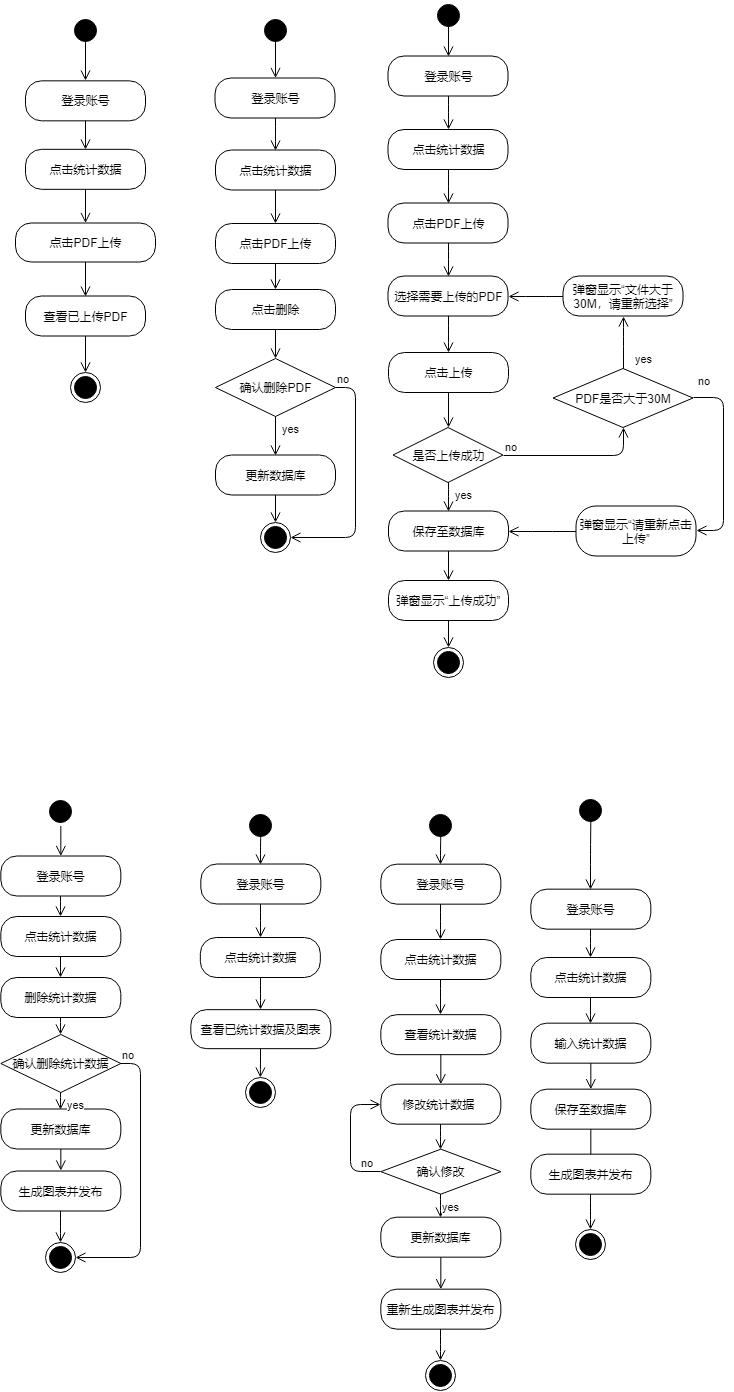 登录账号
点击统计数据
点击PDF上传
查看已上传PDF
登录账号
点击统计数据
点击PDF上传
点击删除
确认删除PDF
no
yes
更新数据库
登录账号
点击统计数据
点击PDF上传
选择需要上传的PDF
弹窗显示“文件大于
30M，请重新选择”
点击上传
yes
no
PDF是否大于30M
是否上传成功
no
yes
保存至数据库
弹窗显示“请重新点击
上传”
弹窗显示“上传成功”
登录账号
点击统计数据
删除统计数据
确认删除统计数据
no
yes
更新数据库
生成图表并发布
登录账号
点击统计数据
查看已统计数据及图表
登录账号
点击统计数据
查看统计数据
修改统计数据
no
确认修改
yes
更新数据库
重新生成图表并发布
登录账号
点击统计数据
输入统计数据
保存至数据库
生成图表并发布